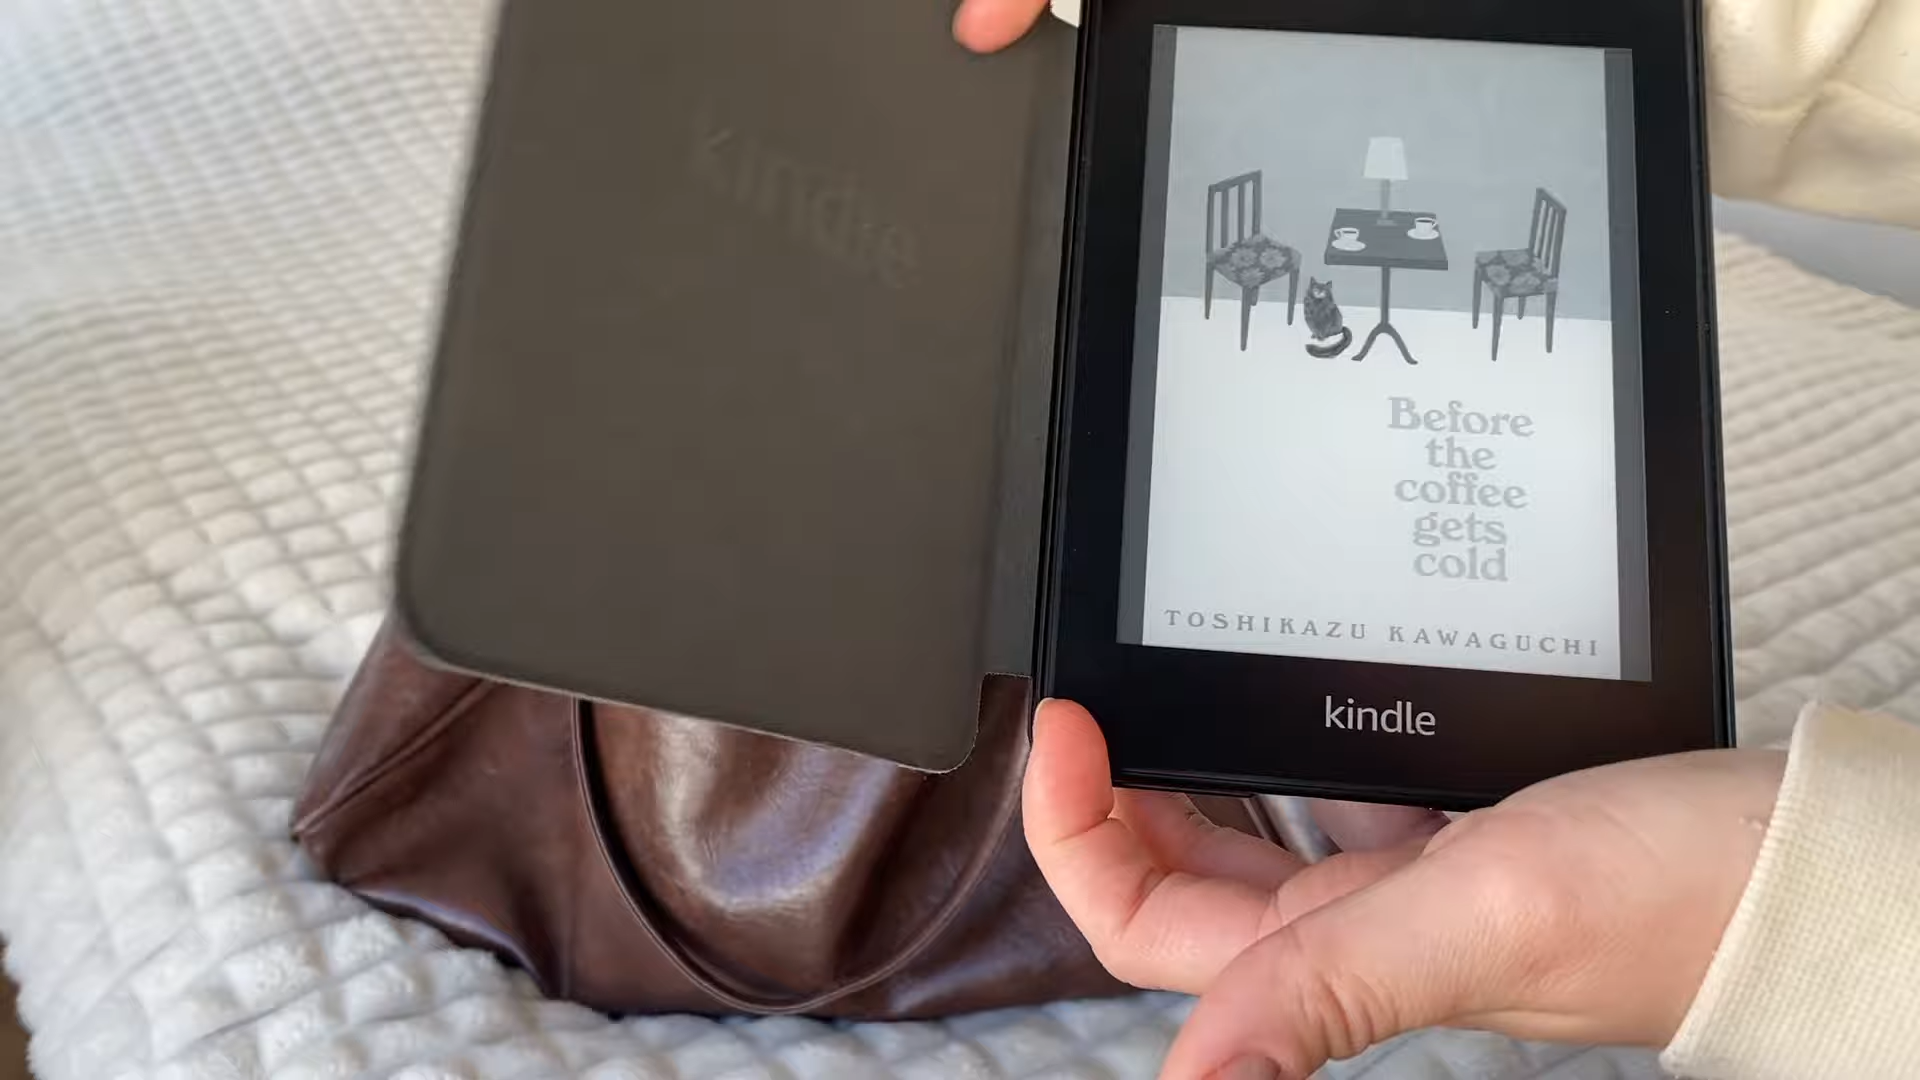 kindle
Before
the
coffee
gets
cold
TOSHIKAZU KAWAGUCHI
kindle